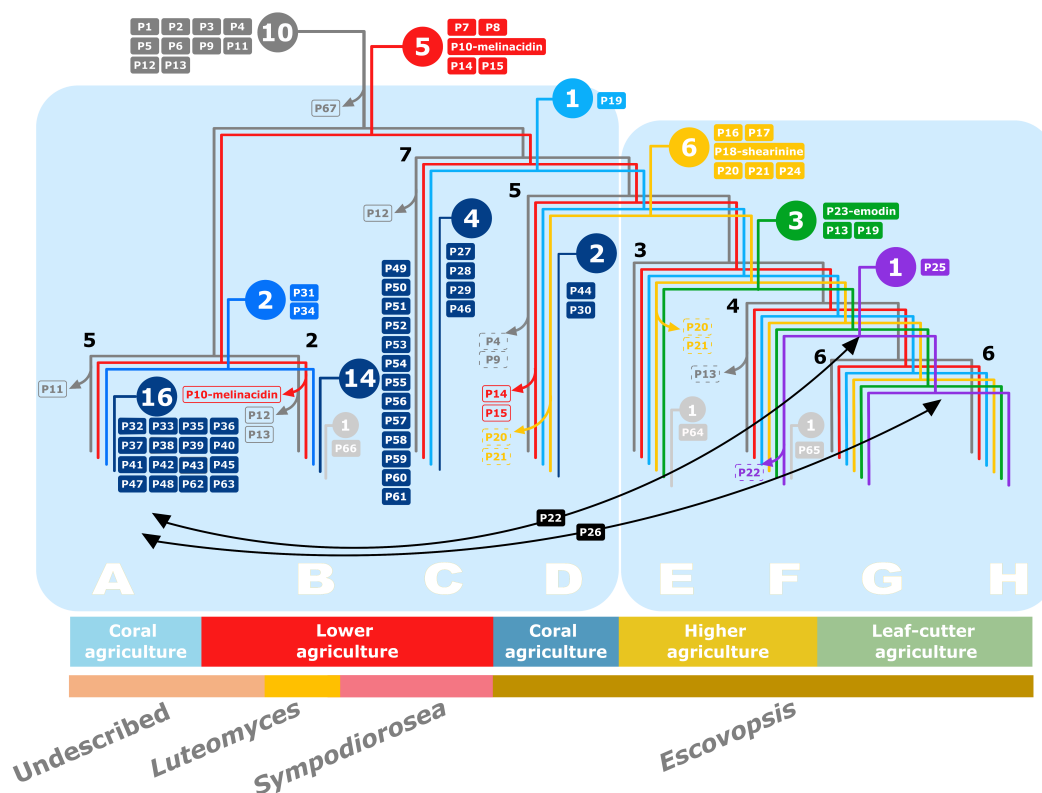 P1 P2 P3 P4
10
P5 P6 P9 P11
P12 P13
5
P7 P8
P10-melinacidin
P14 P15
P67
1
P19
6
P16 P17
P18-shearinine
P20 P21 P24
7
P12
5
4
P27
P28
P29
P46
2
P44
P30
3
P23-emodin
P13 P19
3
1
P25
2
P31
P34
P49
P50
P51
P52
P53
P54
P55
P56
P57
P58
P59
P60
P61
P4
P9
P20
P21
4
P13
5
2
6
6
P11
16
P10-melinacidin
P12
P13
14
1
P66
P14
P15
P20
P21
1
P64
1
P65
P22
P32 P33 P35 P36
P37 P38 P39 P40
P41 P42 P43 P45
P47 P48 P62 P63
P22
P26
A B C D E F G H
Coral
agriculture
Lower
agriculture
Coral
agriculture
Higher
agriculture
Leaf-cutter
agriculture
Undescribed
Luteomyces
Sympodiorosea
Escovopsis